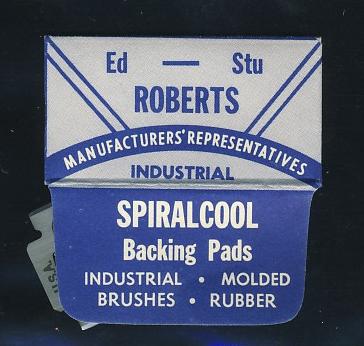 Ed — Stu
ROBERTS
MANUFACTURERS' REPRESENTATIVES
INDUSTRIAL
SPIRALCOOL
Backing Pads
INDUSTRIAL • MOLDED
BRUSHES • RUBBER
U.S.A.